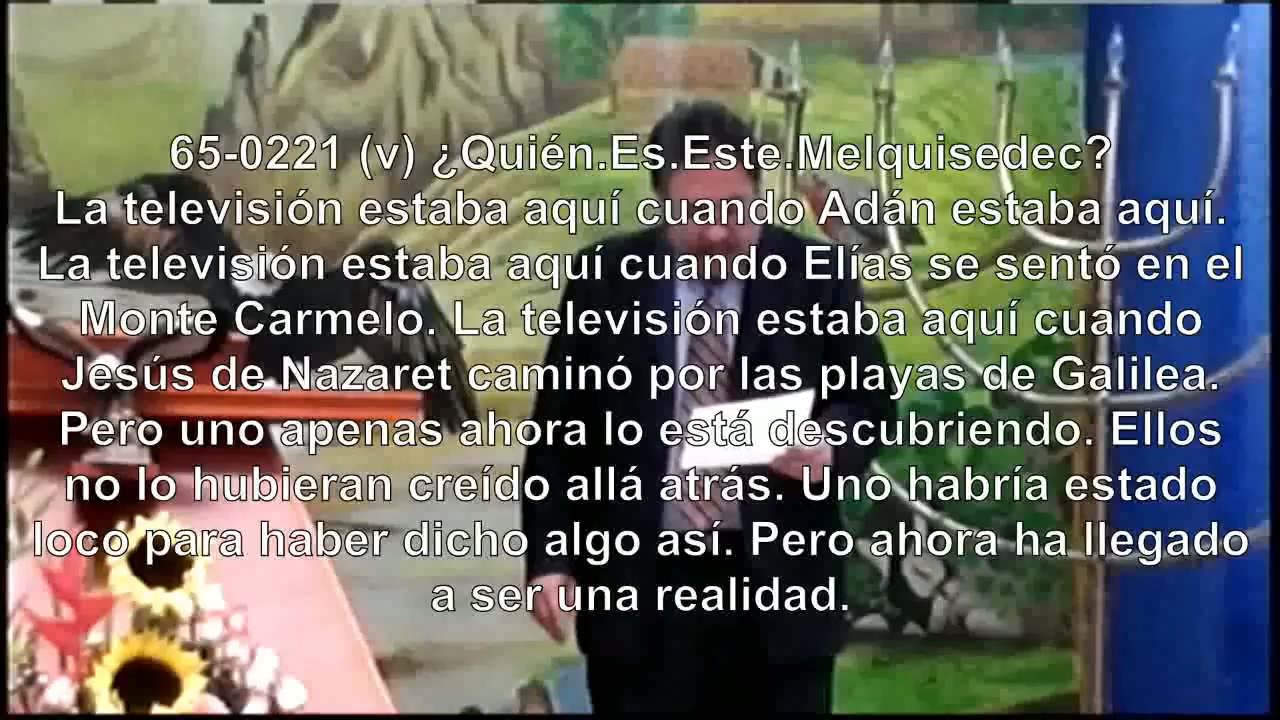 65-0221 (v) ¿Quién.Es.Este.Melquisedec?
La televisión estaba aquí cuando Adán estaba aquí.
La televisión estaba aquí cuando Elías se sentó en el
Monte Carmelo. La televisión estaba aquí cuando
Jesús de Nazaret caminó por las playas de Galilea.
Pero uno apenas ahora lo está descubriendo. Ellos
no lo hubieran creído allá atrás. Uno habría estado
loco para haber dicho algo así. Pero ahora ha llegado
a ser una realidad.